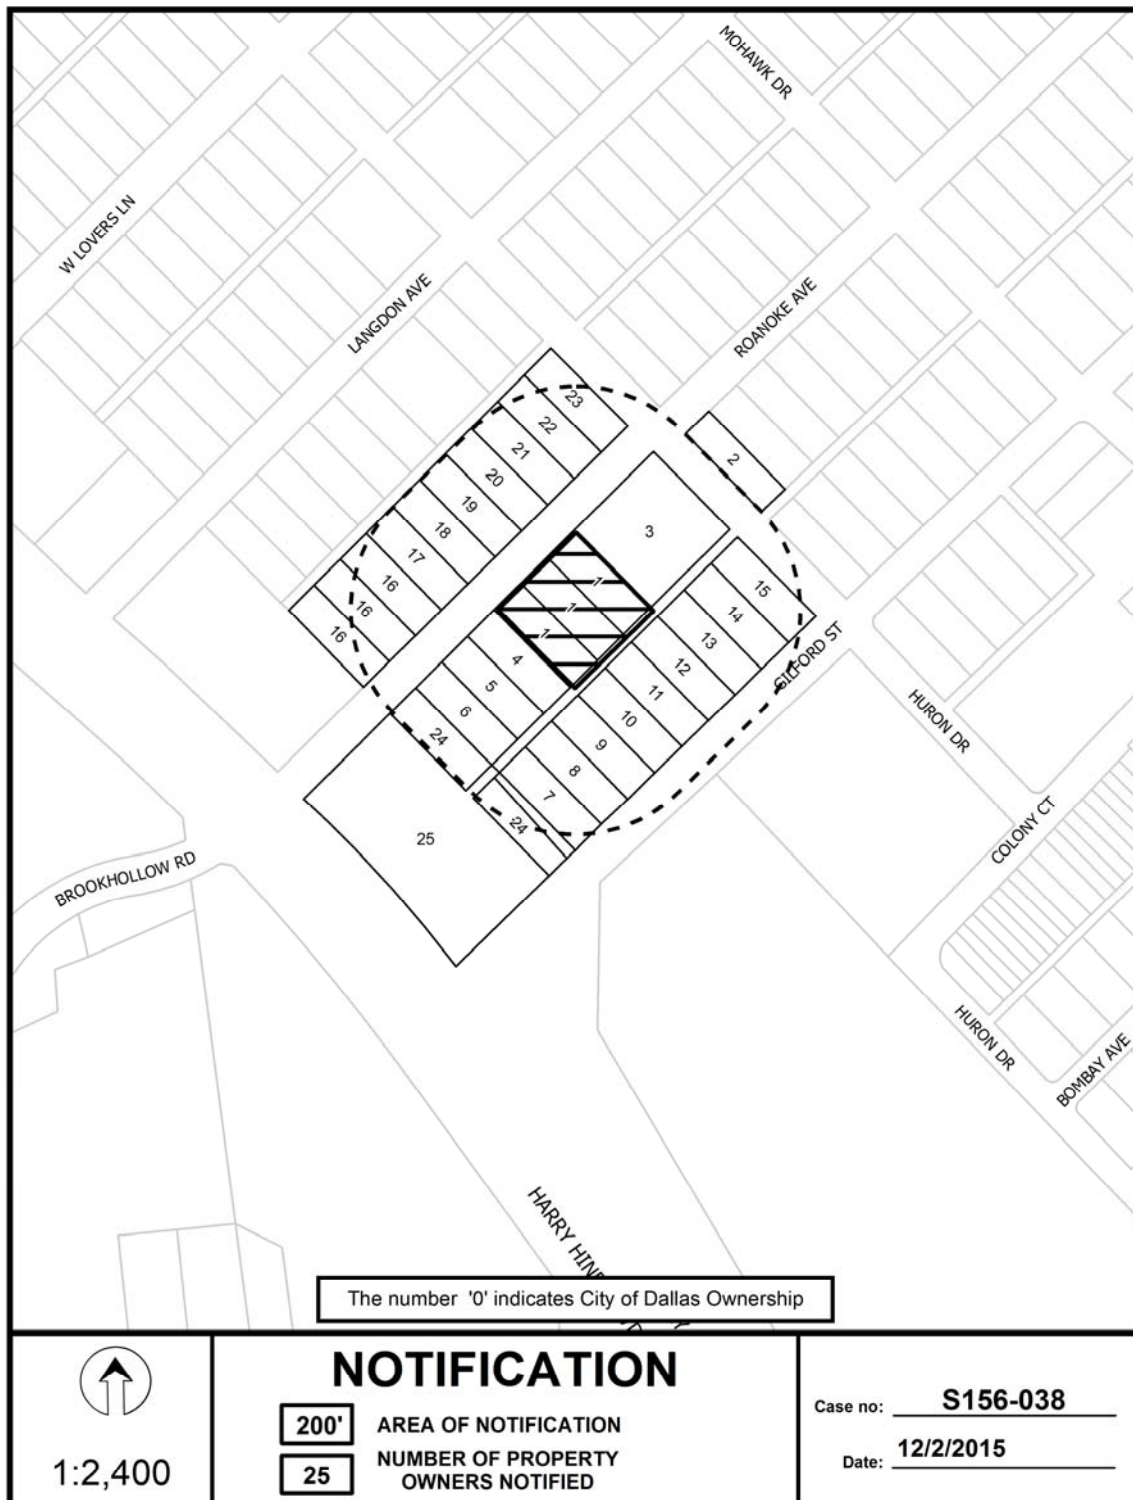 MOHAWK DR
W LOVERS LN
LANGDON AVE
ROANOKE AVE
23
22
2
21
20
3
19
18
1
15
17
16
1
14
16
1
13
16
4
12
GILFORD ST
5
11
6
10
HURON DR
24
9
8
7
24
25
COLONY CT
BROOKHOLLOW RD
HURON DR
BOMBAY AVE
HARRY HIN
The number '0' indicates City of Dallas Ownership
1:2,400
NOTIFICATION
200' AREA OF NOTIFICATION
25 NUMBER OF PROPERTY
OWNERS NOTIFIED
Case no: S156-038
Date: 12/2/2015